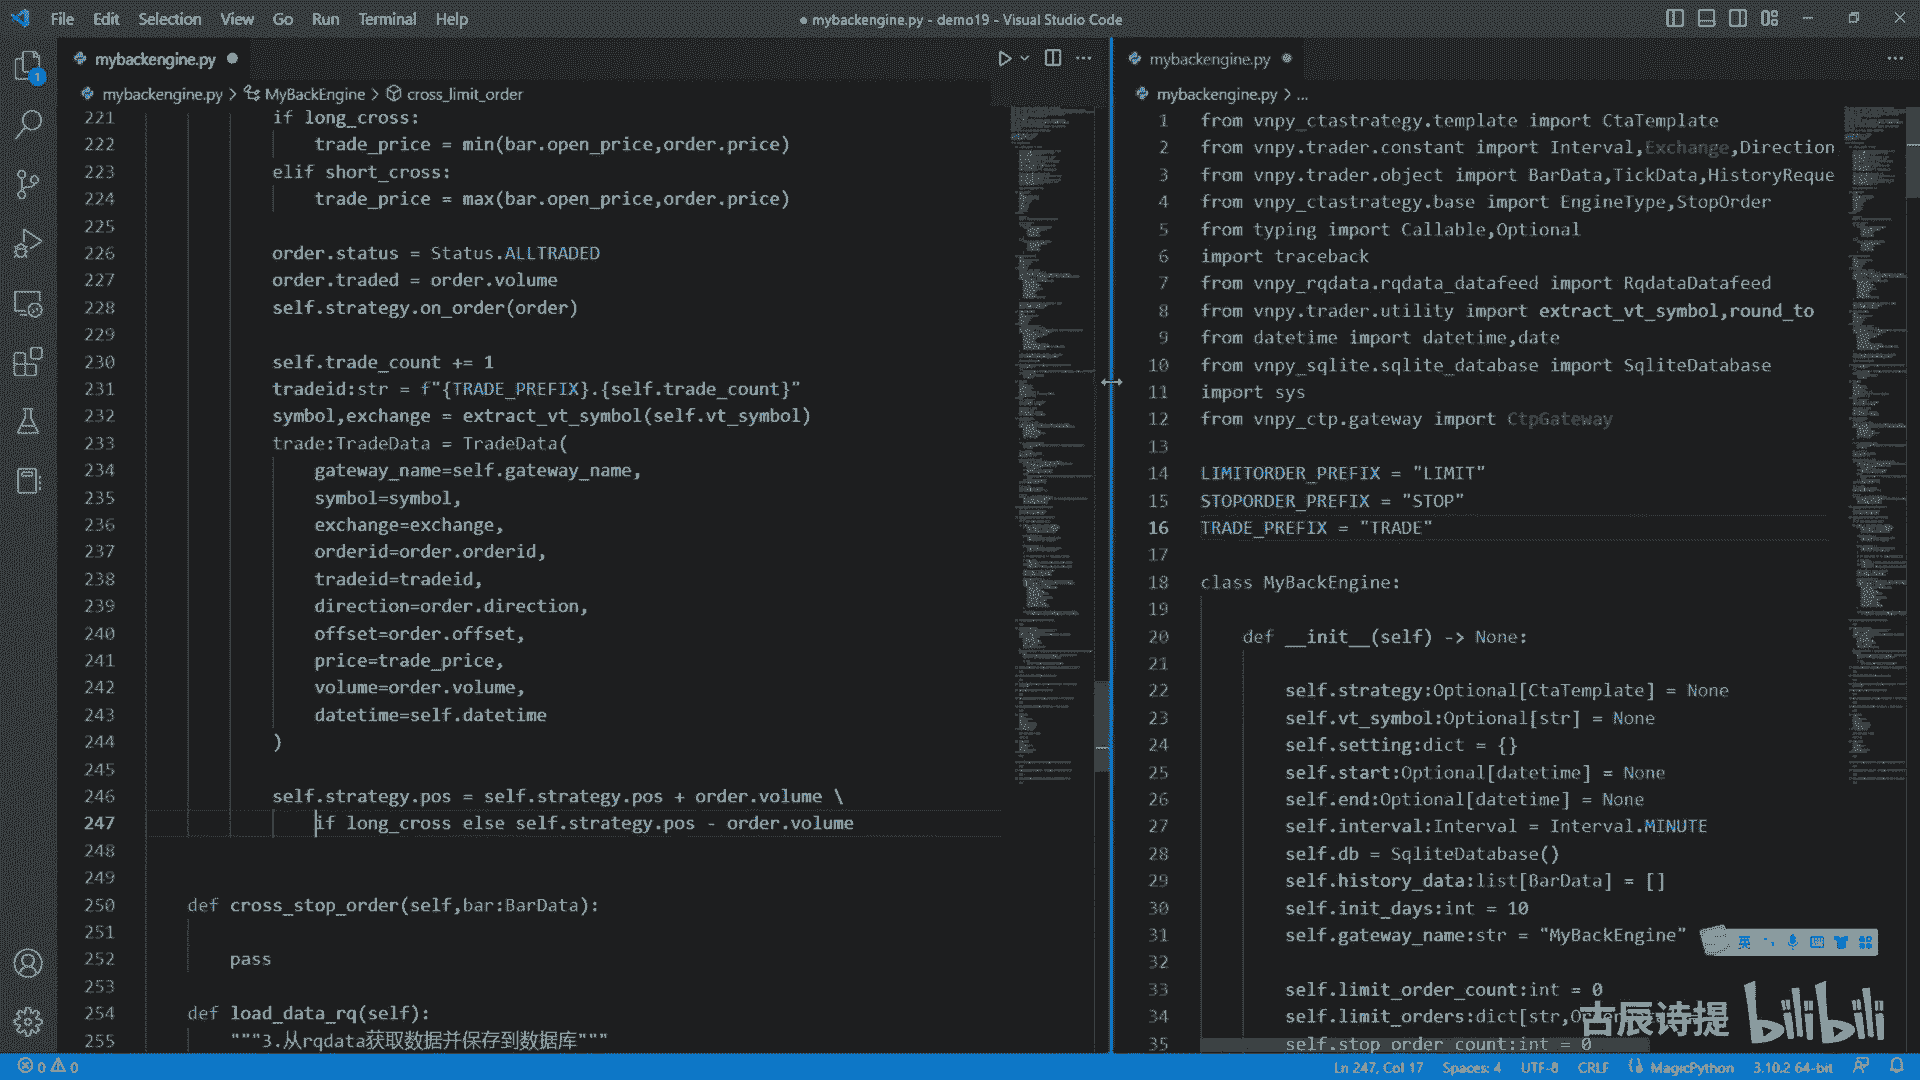 File Edit Selection View Go Run Terminal Help
● mybackengine.py - demo19 - Visual Studio Code
1
mybackengine.py
mybackengine.py > MyBackEngine > cross_limit_order
221 if long_cross:
222 trade_price = min(bar.open_price,order.price)
223 elif short_cross:
224 trade_price = max(bar.open_price,order.price)
225
226 order.status = Status.ALLTRADED
227 order.traded = order.volume
228 self.strategy.on_order(order)
229
230 self.trade_count += 1
231 tradeid:str = f"{TRADE_PREFIX}.{self.trade_count}"
232 symbol,exchange = extract_vt_symbol(self.vt_symbol)
233 trade:TradeData = TradeData(
234 gateway_name=self.gateway_name,
235 symbol=symbol,
236 exchange=exchange,
237 orderid=order.orderid,
238 tradeid=tradeid,
239 direction=order.direction,
240 offset=order.offset,
241 price=trade_price,
242 volume=order.volume,
243 datetime=self.datetime
244 )
245
246 self.strategy.pos = self.strategy.pos + order.volume \
247 if long_cross else self.strategy.pos - order.volume
248
249
250 def cross_stop_order(self,bar:BarData):
251
252 pass
253
254 def load_data_rq(self):
255 """3.从rqdata获取数据并保存到数据库"""
mybackengine.py
mybackengine.py > ...
1 from vnpy_ctastrategy.template import CtaTemplate
2 from vnpy.trader.constant import Interval,Exchange,Direction
3 from vnpy.trader.object import BarData,TickData,HistoryReque
4 from vnpy_ctastrategy.base import EngineType,StopOrder
5 from typing import Callable,Optional
6 import traceback
7 from vnpy_rqdata.rqdata_datafeed import RqdataDatafeed
8 from vnpy.trader.utility import extract_vt_symbol,round_to
9 from datetime import datetime,date
10 from vnpy_sqlite.sqlite_database import SqliteDatabase
11 import sys
12 from vnpy_ctp.gateway import CtpGateway
13
14 LIMITORDER_PREFIX = "LIMIT"
15 STOPORDER_PREFIX = "STOP"
16 TRADE_PREFIX = "TRADE"
17
18 class MyBackEngine:
19
20 def __init__(self) -> None:
21
22 self.strategy:Optional[CtaTemplate] = None
23 self.vt_symbol:Optional[str] = None
24 self.setting:dict = {}
25 self.start:Optional[datetime] = None
26 self.end:Optional[datetime] = None
27 self.interval:Interval = Interval.MINUTE
28 self.db = SqliteDatabase()
29 self.history_data:list[BarData] = []
30 self.init_days:int = 10
31 self.gateway_name:str = "MyBackEngine"
32
33 self.limit_order_count:int = 0
34 self.limit_orders:dict[str,
35 self.stop_order_count:int = 0
英
古辰诗提 bilibili
0 0
Ln 247, Col 17 Spaces: 4 UTF-8 CRLF MagicPython 3.10.2 64-bit